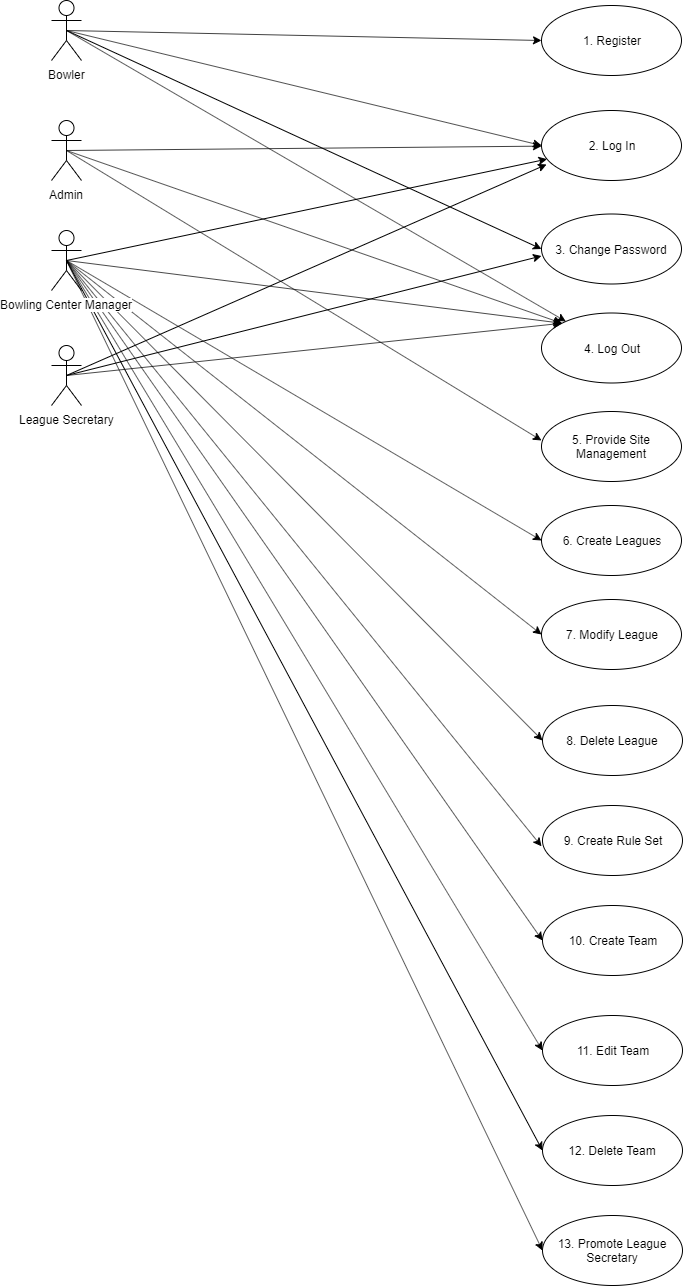 Bowler
Admin
Bowling Center Manager
League Secretary
1. Register
2. Log In
3. Change Password
4. Log Out
5. Provide Site
Management
6. Create Leagues
7. Modify League
8. Delete League
9. Create Rule Set
10. Create Team
11. Edit Team
12. Delete Team
13. Promote League
Secretary